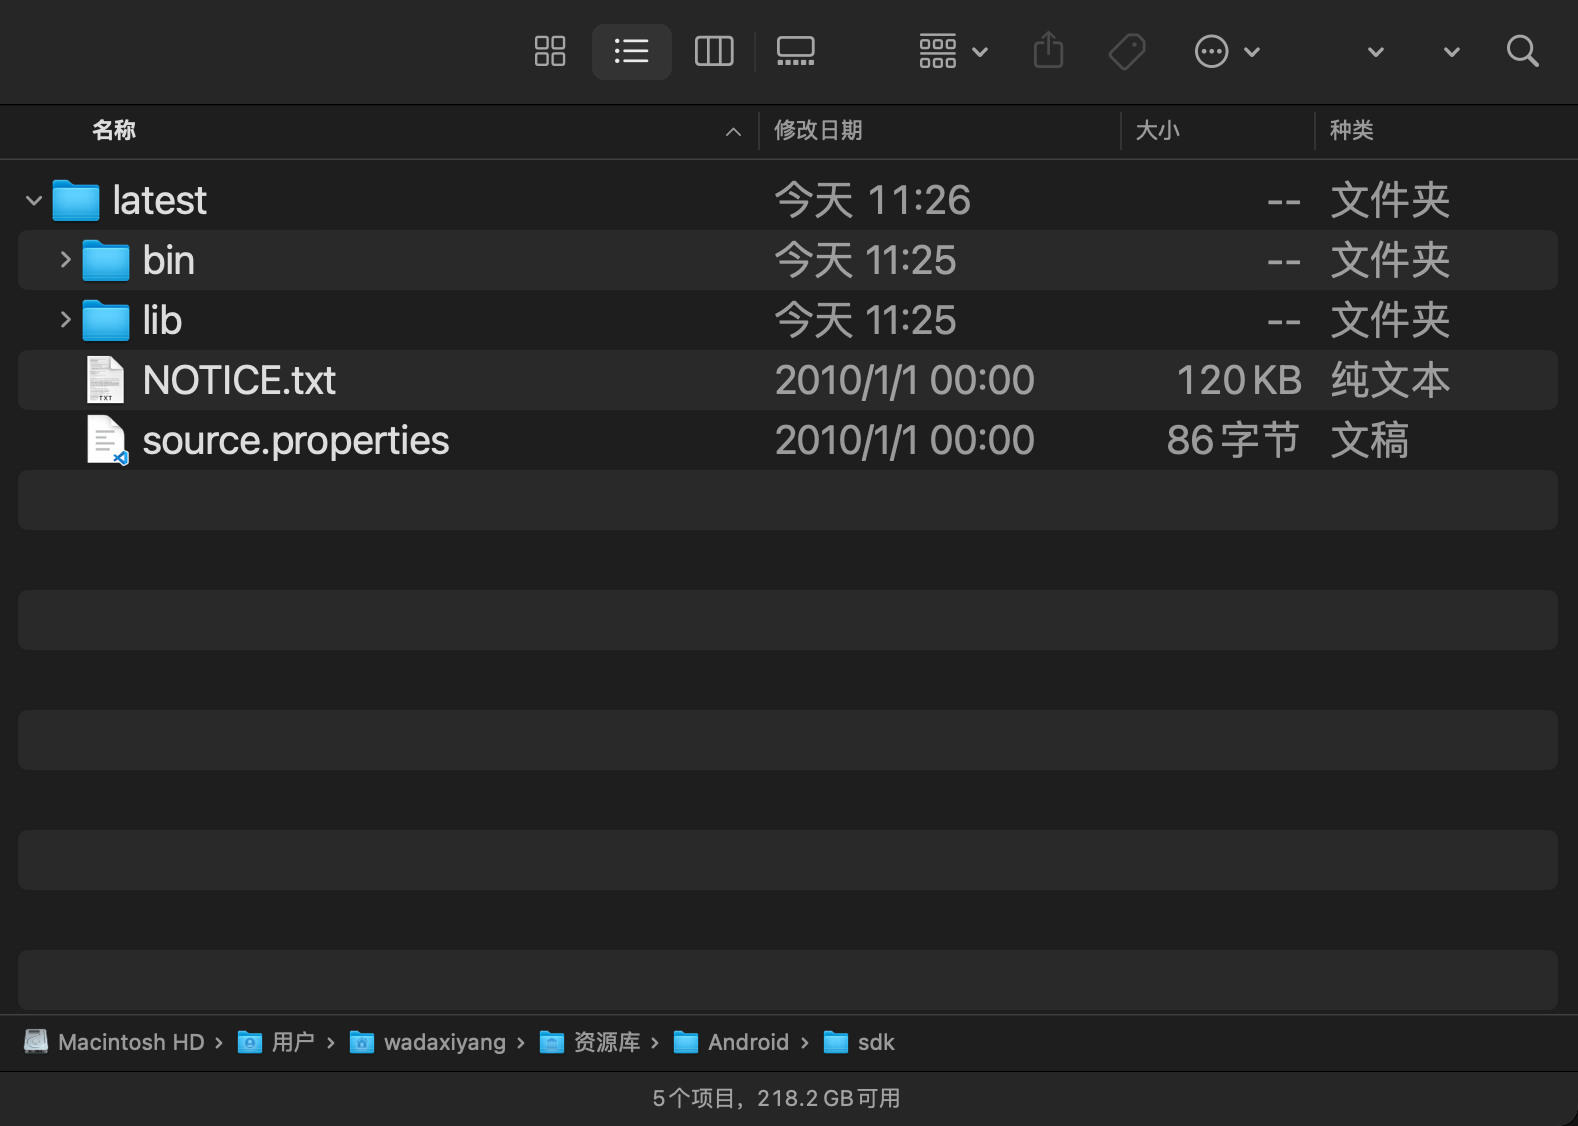 名称 修改日期 大小 种类
latest 今天 11:26 -- 文件夹
bin 今天 11:25 -- 文件夹
lib 今天 11:25 -- 文件夹
NOTICE.txt 2010/1/1 00:00 120 KB 纯文本
source.properties 2010/1/1 00:00 86 字节 文稿
Macintosh HD › 用户 › wadaxiyang › 资源库 › Android › sdk
5个项目，218.2 GB可用